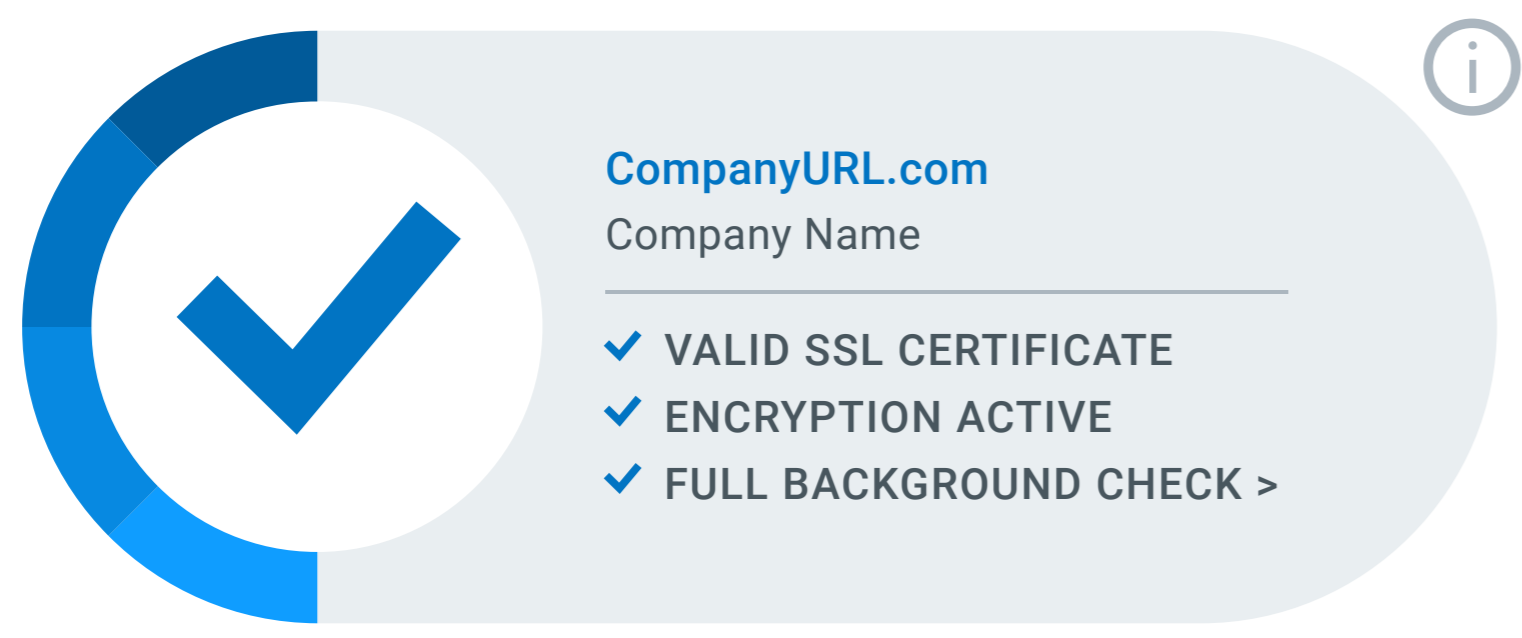 i
CompanyURL.com
Company Name
VALID SSL CERTIFICATE
ENCRYPTION ACTIVE
FULL BACKGROUND CHECK >